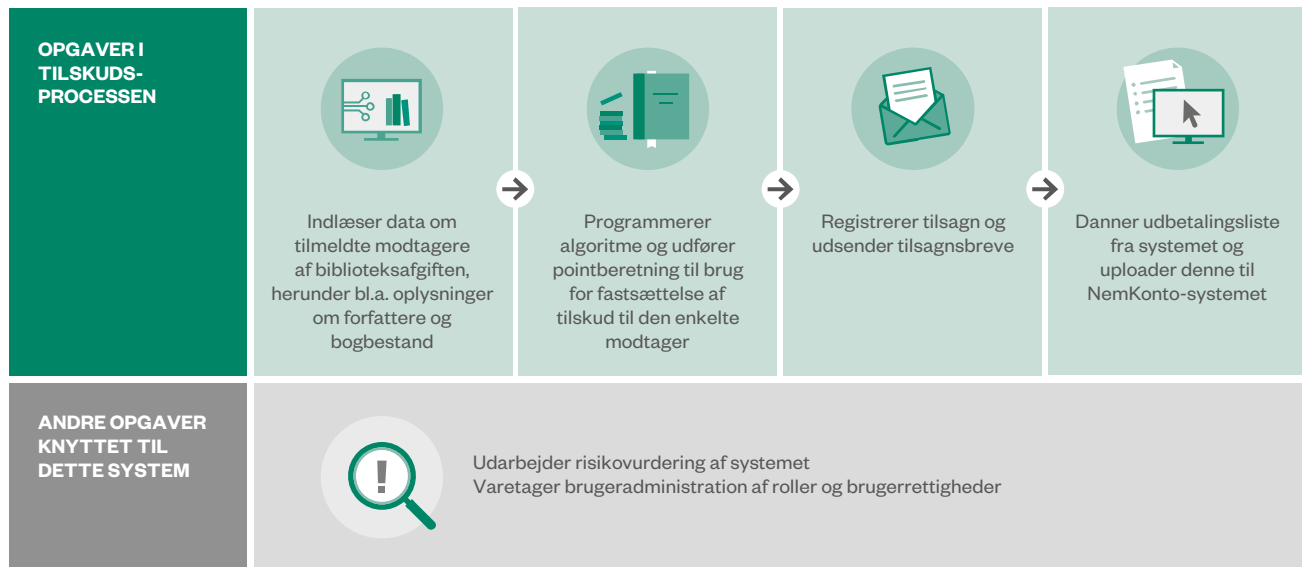 OPGAVER I
TILSKUDS-
PROCESSEN
Indlæser data om
tilmeldte modtagere
af biblioteksafgiften,
herunder bl.a. oplysninger
om forfattere og
bogbestand
Programmerer
algoritme og udfører
pointberetning til brug
for fastsættelse af
tilskud til den enkelte
modtager
Registrerer tilsagn og
udsender tilsagnsbreve
Danner udbetalingsliste
fra systemet og
uploader denne til
NemKonto-systemet
ANDRE OPGAVER
KNYTTET TIL
DETTE SYSTEM
!
Udarbejder risikovurdering af systemet
Varetager brugeradministration af roller og brugerrettigheder